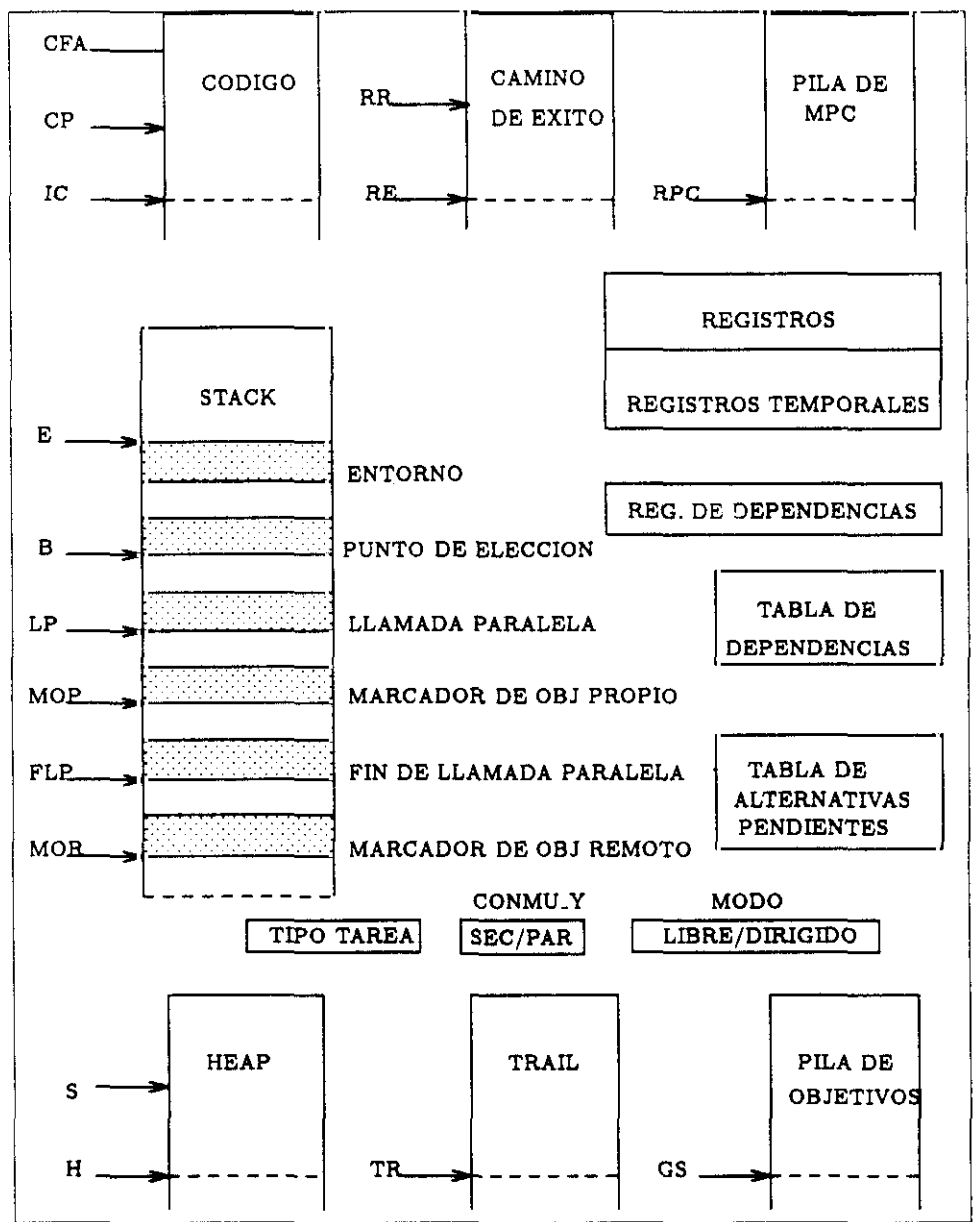 CFA
CODIGO
CP
IC
RR
CAMINO
DE EXITO
RE
PILA DE
MPC
RPC
REGISTROS
REGISTROS TEMPORALES
STACK
E
ENTORNO
REG. DE DEPENDENCIAS
B
PUNTO DE ELECCION
LP
LLAMADA PARALELA
TABLA DE
DEPENDENCIAS
MOP
MARCADOR DE OBJ PROPIO
FLP
FIN DE LLAMADA PARALELA
TABLA DE
ALTERNATIVAS
PENDIENTES
MOR
MARCADOR DE OBJ REMOTO
CONMU_Y
MODO
TIPO TAREA
SEC/PAR
LIBRE/DIRIGIDO
HEAP
TRAIL
PILA DE
OBJETIVOS
S
H
TR
GS